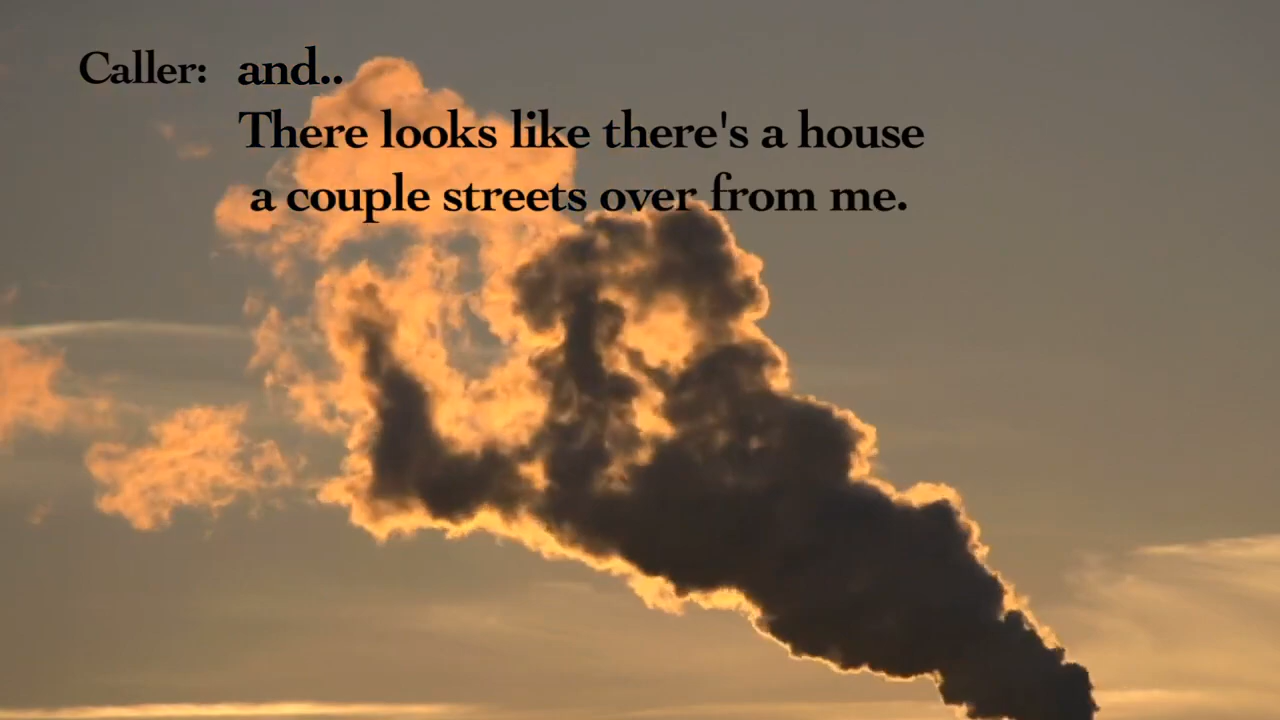 Caller: and..
There looks like there's a house
a couple streets over from me.